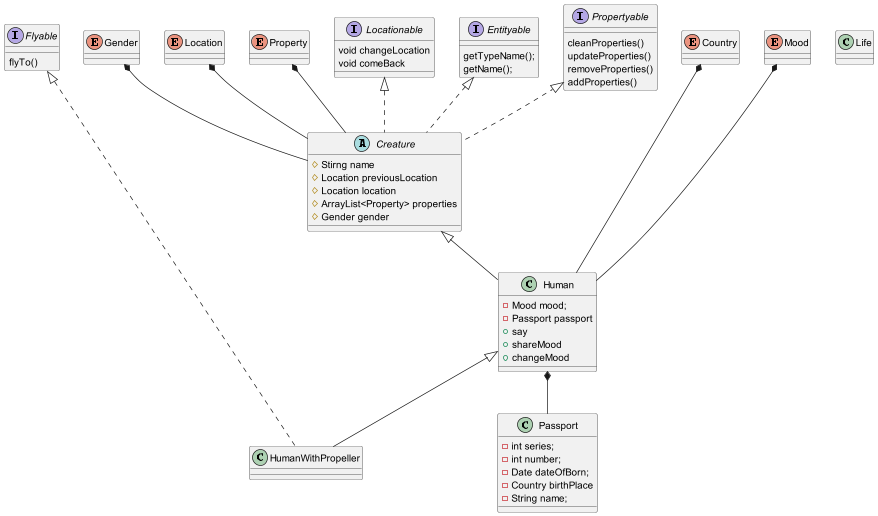 I Flyable
flyTo()
E Gender
E Location
E Property
I Locationable
void changeLocation
void comeBack
I Entityable
getTypeName();
getName();
I Propertyable
cleanProperties()
updateProperties()
removeProperties()
addProperties()
E Country
E Mood
C Life
A Creature
Stirng name
Location previousLocation
Location location
ArrayList<Property> properties
Gender gender
C Human
Mood mood;
Passport passport
say
shareMood
changeMood
C HumanWithPropeller
C Passport
int series;
int number;
Date dateOfBorn;
Country birthPlace
String name;